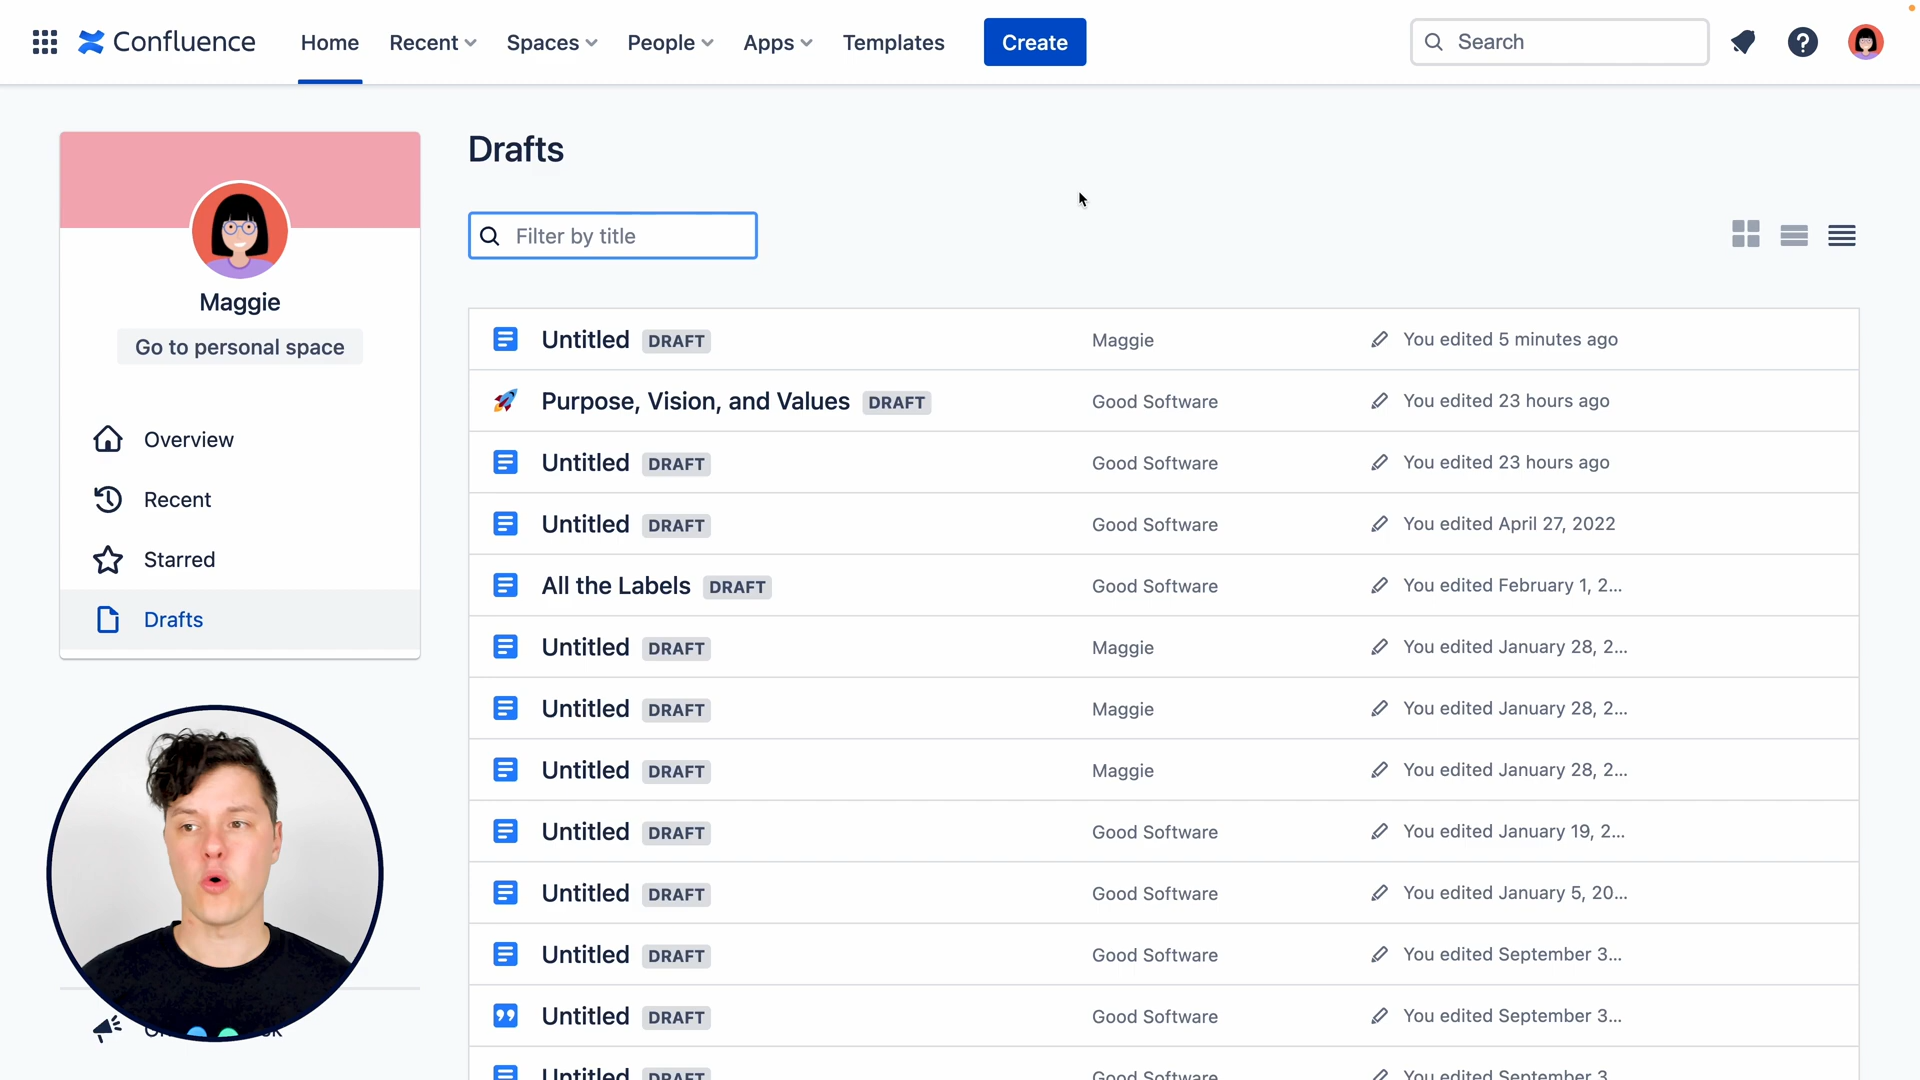 Confluence Home Recent Spaces People Apps Templates Create Search
Drafts
Filter by title
Maggie
Go to personal space
Overview
Recent
Starred
Drafts
Untitled DRAFT Maggie You edited 5 minutes ago
Purpose, Vision, and Values DRAFT Good Software You edited 23 hours ago
Untitled DRAFT Good Software You edited 23 hours ago
Untitled DRAFT Good Software You edited April 27, 2022
All the Labels DRAFT Good Software You edited February 1, 2...
Untitled DRAFT Maggie You edited January 28, 2...
Untitled DRAFT Maggie You edited January 28, 2...
Untitled DRAFT Maggie You edited January 28, 2...
Untitled DRAFT Good Software You edited January 19, 2...
Untitled DRAFT Good Software You edited January 5, 20...
Untitled DRAFT Good Software You edited September 3...
Untitled DRAFT Good Software You edited September 3...
Untitled DRAFT Good Software You edited September 3